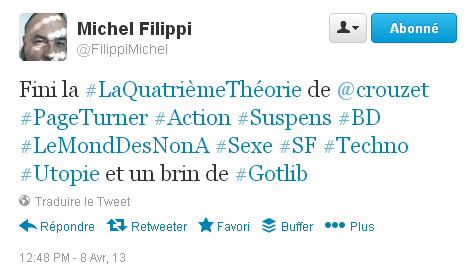 Michel Filippi
@FilippiMichel
Abonné
Fini la #LaQuatrièmeThéorie de @crouzet
#PageTurner #Action #Suspens #BD
#LeMondDesNonA #Sexe #SF #Techno
#Utopie et un brin de #Gotlib
Traduire le Tweet
Répondre Retweeter Favori Buffer Plus
12:48 PM - 8 Avr, 13